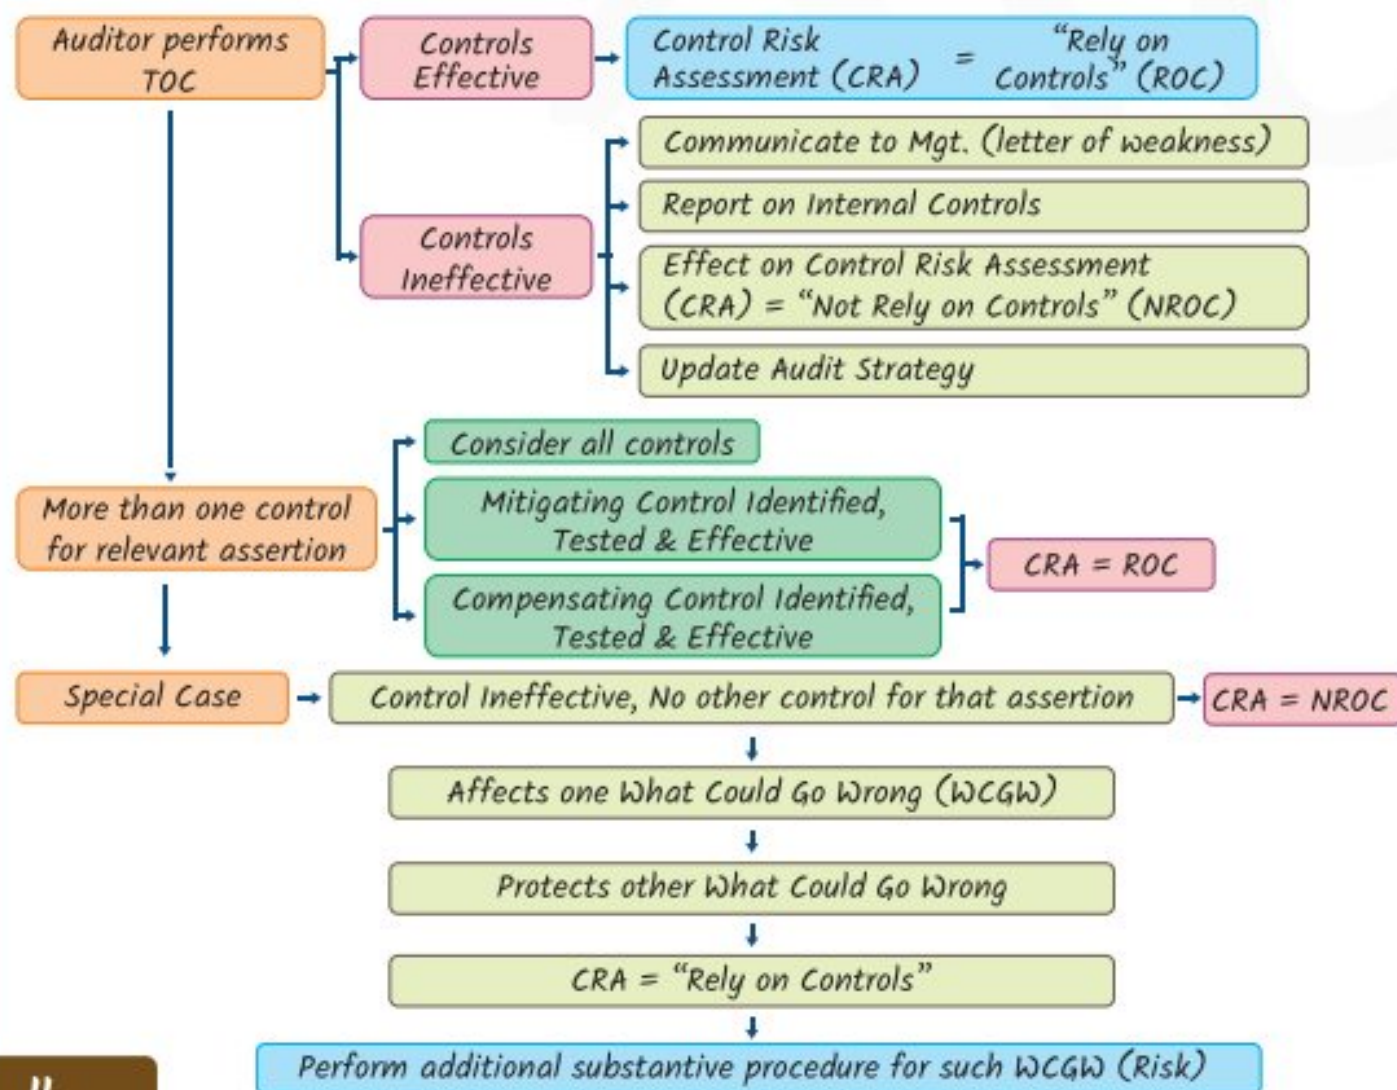 Auditor performs
TOC
Controls
Effective
Control Risk
Assessment (CRA)
=
“Rely on
Controls” (ROC)
Communicate to Mgt. (letter of weakness)
Report on Internal Controls
Controls
Ineffective
Effect on Control Risk Assessment
(CRA) = “Not Rely on Controls” (NROC)
Update Audit Strategy
More than one control
for relevant assertion
Consider all controls
Mitigating Control Identified,
Tested & Effective
Compensating Control Identified,
Tested & Effective
CRA = ROC
Special Case
Control Ineffective, No other control for that assertion
CRA = NROC
Affects one What Could Go Wrong (WCGW)
Protects other What Could Go Wrong
CRA = “Rely on Controls”
Perform additional substantive procedure for such WCGW (Risk)